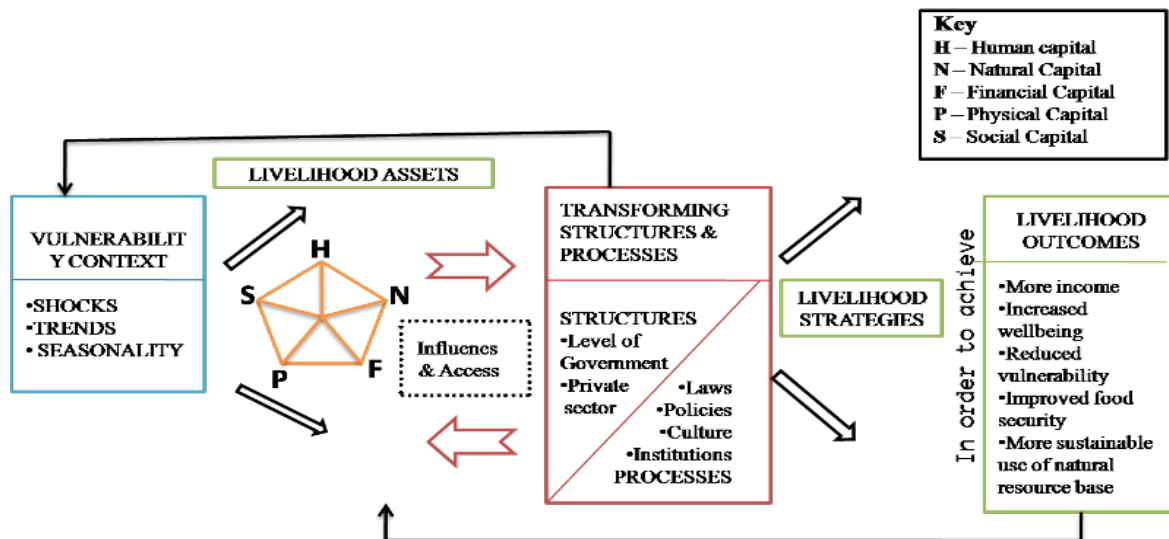 Key
H – Human capital
N – Natural Capital
F – Financial Capital
P – Physical Capital
S – Social Capital
LIVELIHOOD ASSETS
VULNERABILIT
Y CONTEXT
•SHOCKS
•TRENDS
• SEASONALITY
H
S
N
P
F
Influenes
& Access
TRANSFORMING
STRUCTURES &
PROCESSES
STRUCTURES
•Level of
Government
•Private
sector
•Laws
•Policies
•Culture
•Institutions
PROCESSES
LIVELIHOOD
STRATEGIES
In order to achieve
LIVELIHOOD
OUTCOMES
•More income
•Increased
wellbeing
•Reduced
vulnerability
•Improved food
security
•More sustainable
use of natural
resource base